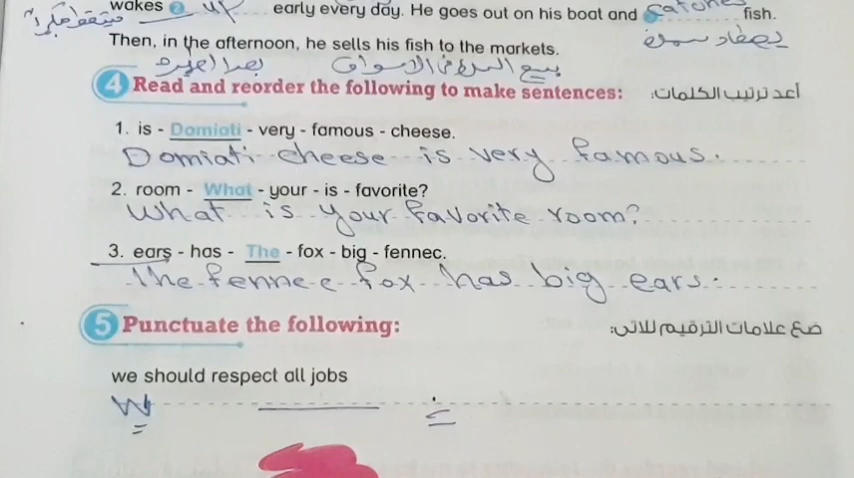 wakes 2 up early every day. He goes out on his boat and catches fish.
Then, in the afternoon, he sells his fish to the markets.
4 Read and reorder the following to make sentences: أعد ترتيب الكلمات:
1. is - Domiati - very - famous - cheese.
Domiati cheese is very famous.
2. room - What - your - is - favorite?
What is your favorite room?
3. ears - has - The - fox - big - fennec.
The fennec fox has big ears.
5 Punctuate the following: ضع علامات الترقيم للآتي:
we should respect all jobs
W